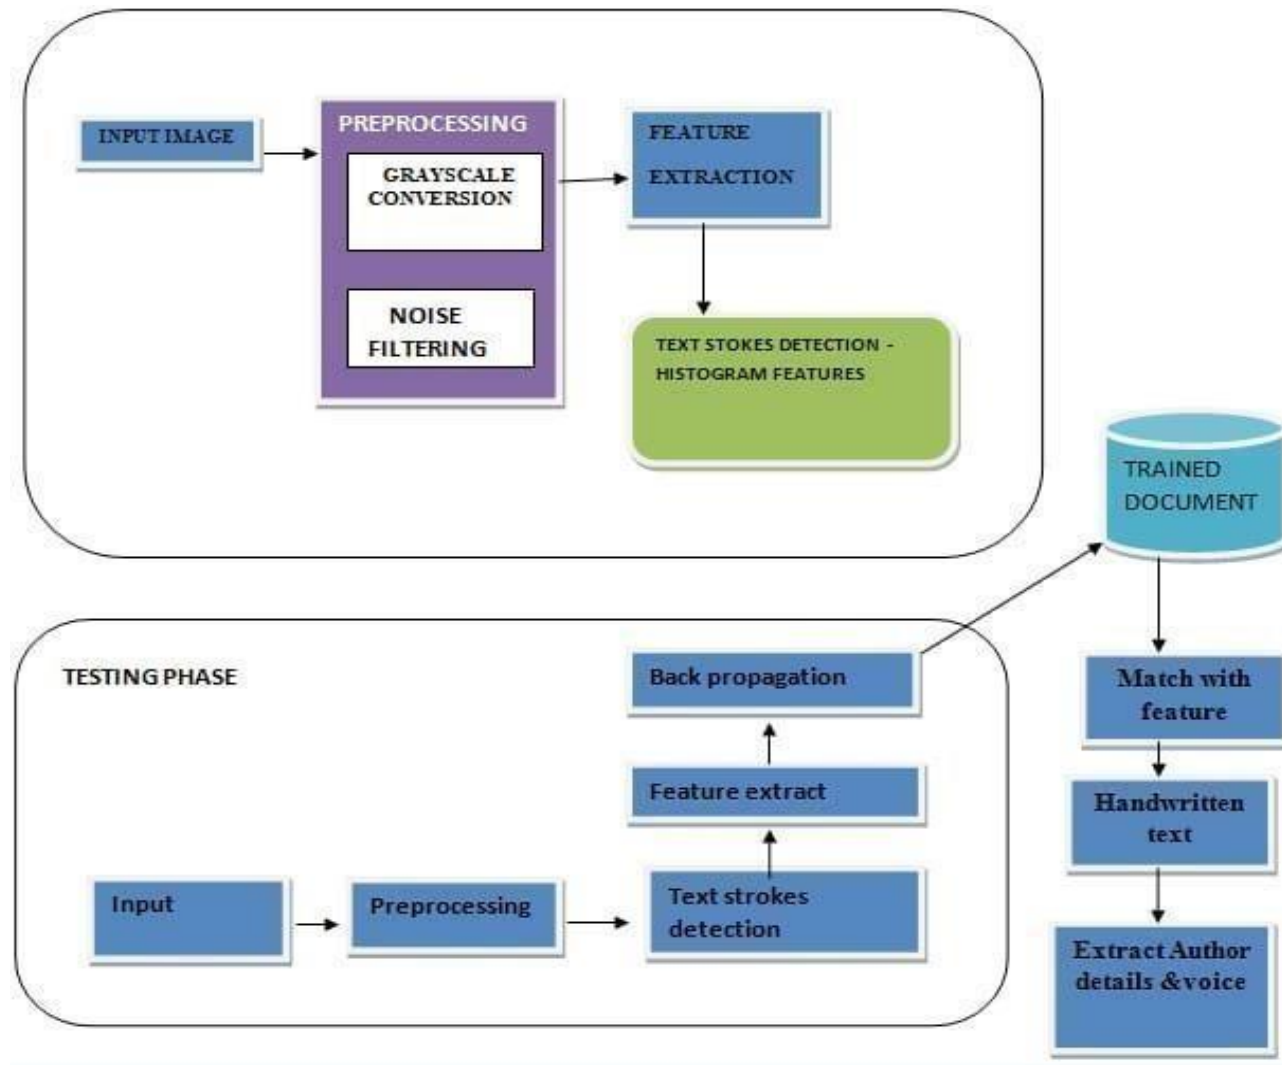 INPUT IMAGE
PREPROCESSING
GRAYSCALE
CONVERSION
NOISE
FILTERING
FEATURE
EXTRACTION
TEXT STOKES DETECTION -
HISTOGRAM FEATURES
TRAINED
DOCUMENT
TESTING PHASE
Back propagation
Feature extract
Input
Preprocessing
Text strokes
detection
Match with
feature
Handwritten
text
Extract Author
details &voice